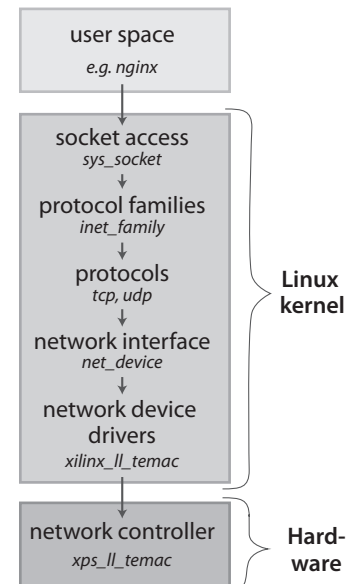 user space
e.g. nginx
socket access
sys_socket
protocol families
inet_family
protocols
tcp, udp
network interface
net_device
network device
drivers
xilinx_ll_temac
Linux
kernel
network controller
xps_ll_temac
Hard-
ware